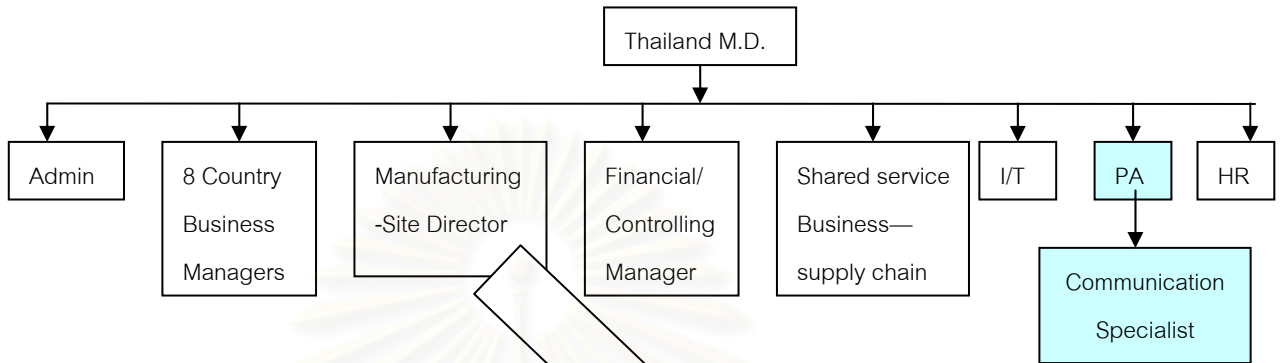 Thailand M.D.
Admin
8 Country
Business
Managers
Manufacturing
-Site Director
Financial/
Controlling
Manager
Shared service
Business—
supply chain
I/T
PA
HR
Communication
Specialist